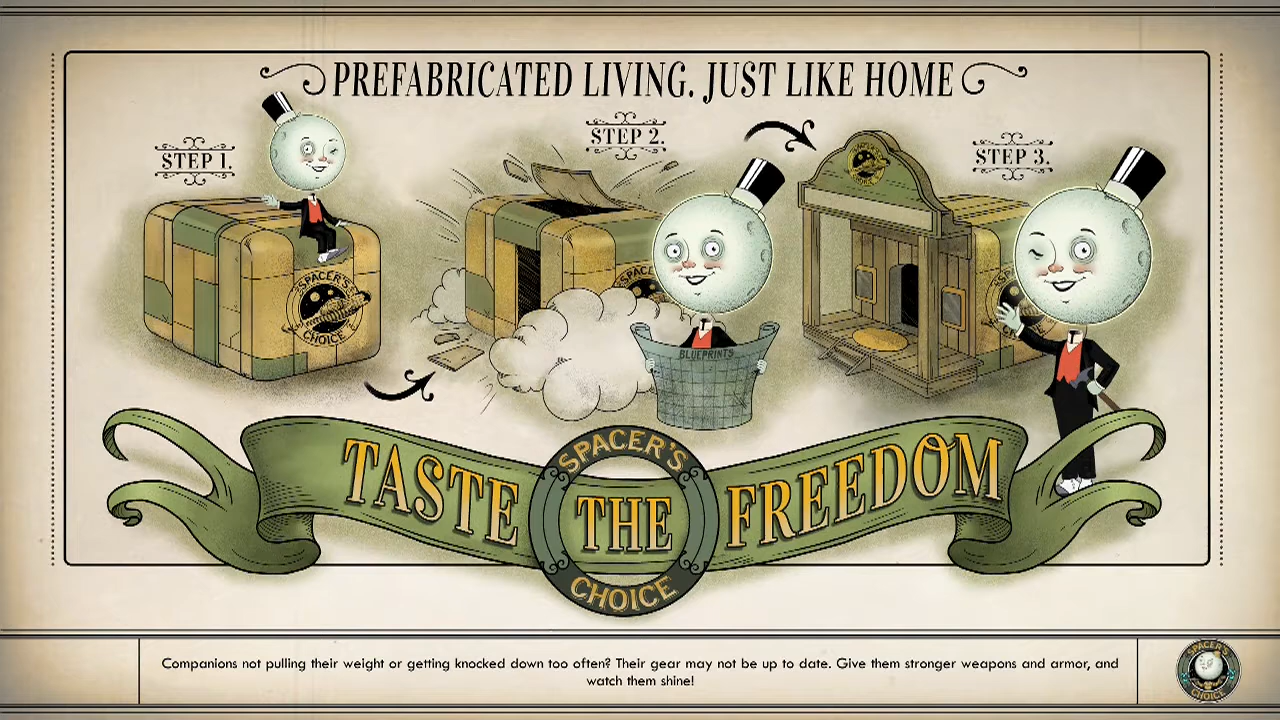 PREFABRICATED LIVING. JUST LIKE HOME
STEP 1.
STEP 2.
STEP 3.
SPACER'S
CHOICE
BLUEPRINTS
TASTE THE FREEDOM
SPACER'S
CHOICE
Companions not pulling their weight or getting knocked down too often? Their gear may not be up to date. Give them stronger weapons and armor, and
watch them shine!
SPACER'S
CHOICE